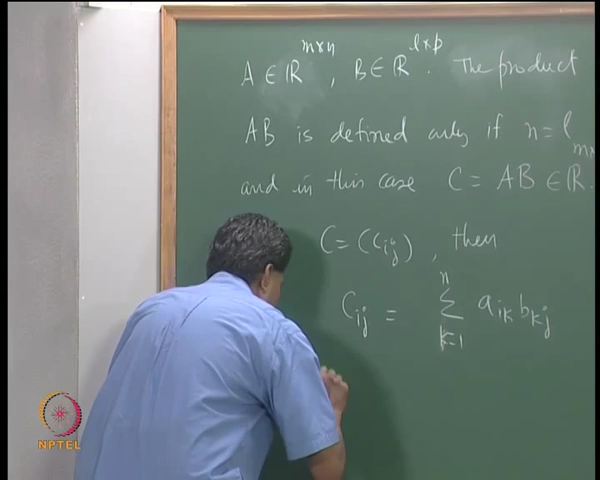 A ∈ ℝ^{m×n}, B ∈ ℝ^{l×p}. The product
AB is defined only if n = l
and in this case C = AB ∈ ℝ^{m×
C = (C_{ij}), then
C_{ij} = \sum_{k=1}^{n} a_{ik} b_{kj}
NPTEL